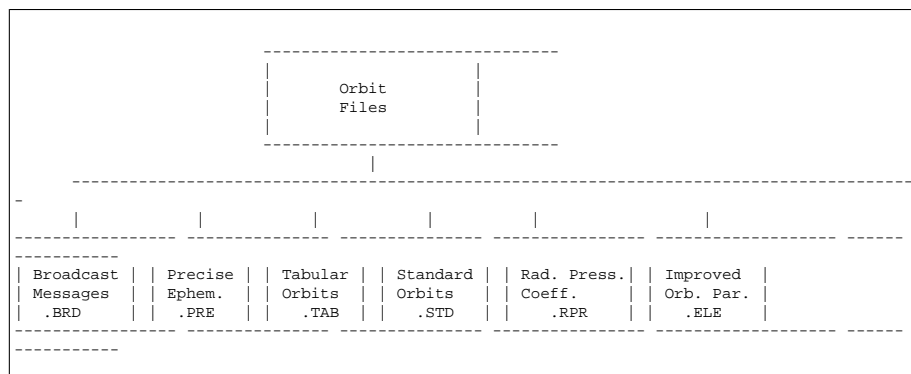 ------------------------------
|                     |
|       Orbit         |
|       Files         |
|                     |
------------------------------
|
-------------------------------------------------------------------------------------
-
|            |           |           |          |                 |
----------------- --------------- --------------- ---------------- ------------------- ------
-----------
| Broadcast | | Precise | | Tabular | | Standard | | Rad. Press.| | Improved  |
| Messages  | | Ephem.  | | Orbits  | | Orbits   | | Coeff.     | | Orb. Par. |
|  .BRD     | |  .PRE   | |   .TAB  | |   .STD   | |    .RPR    | |   .ELE    |
----------------- --------------- --------------- ---------------- ------------------- ------
-----------